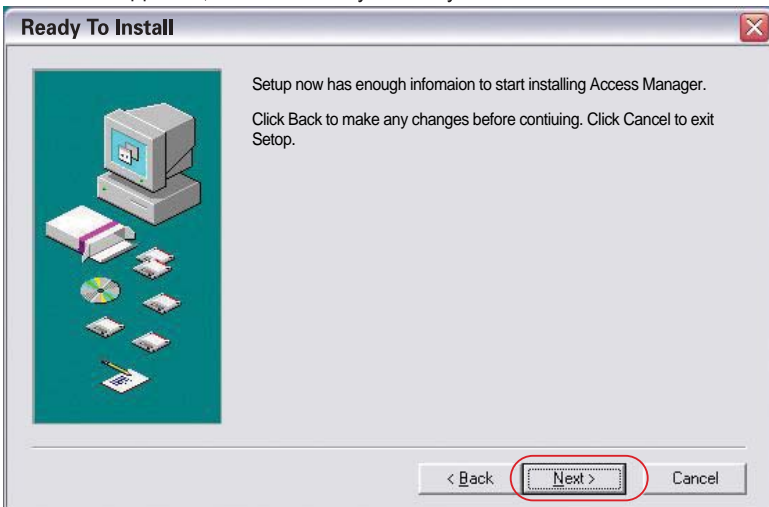 Ready To Install
Setup now has enough infomaion to start installing Access Manager.
Click Back to make any changes before contiuing. Click Cancel to exit
Setop.
< Back
Next >
Cancel